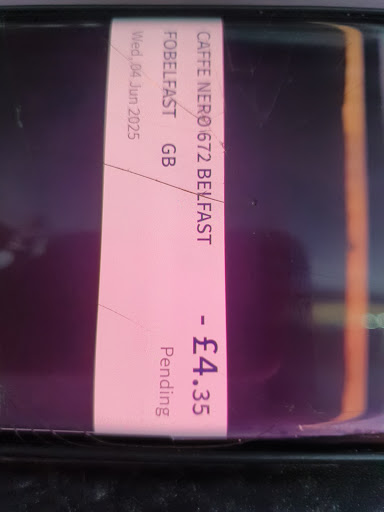 CAFFE NERO 672 BELFAST - £4.35
FOBELFAST GB Pending
Wed, 04 Jun 2025